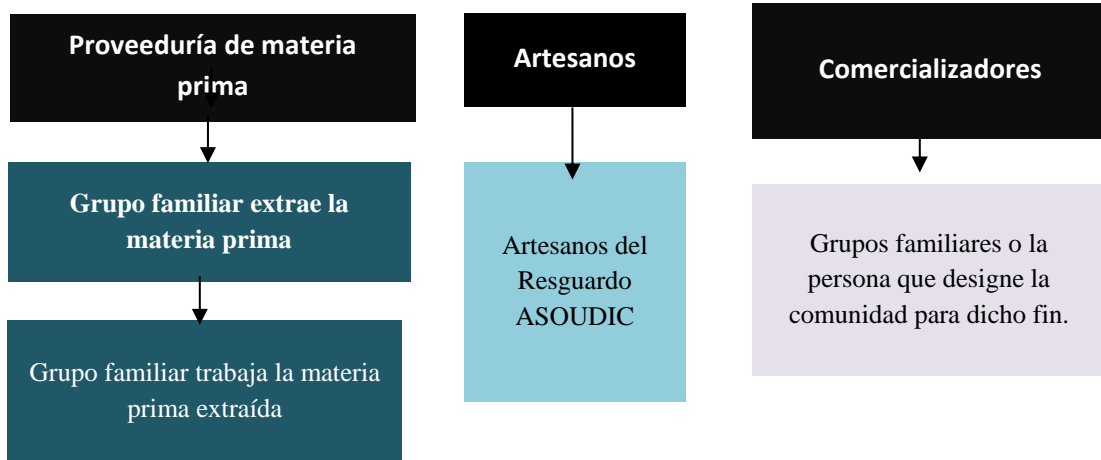 Proveeduría de materia
prima
Grupo familiar extrae la
materia prima
Grupo familiar trabaja la materia
prima extraída
Artesanos
Artesanos del
Resguardo
ASOUDIC
Comercializadores
Grupos familiares o la
persona que designe la
comunidad para dicho fin.